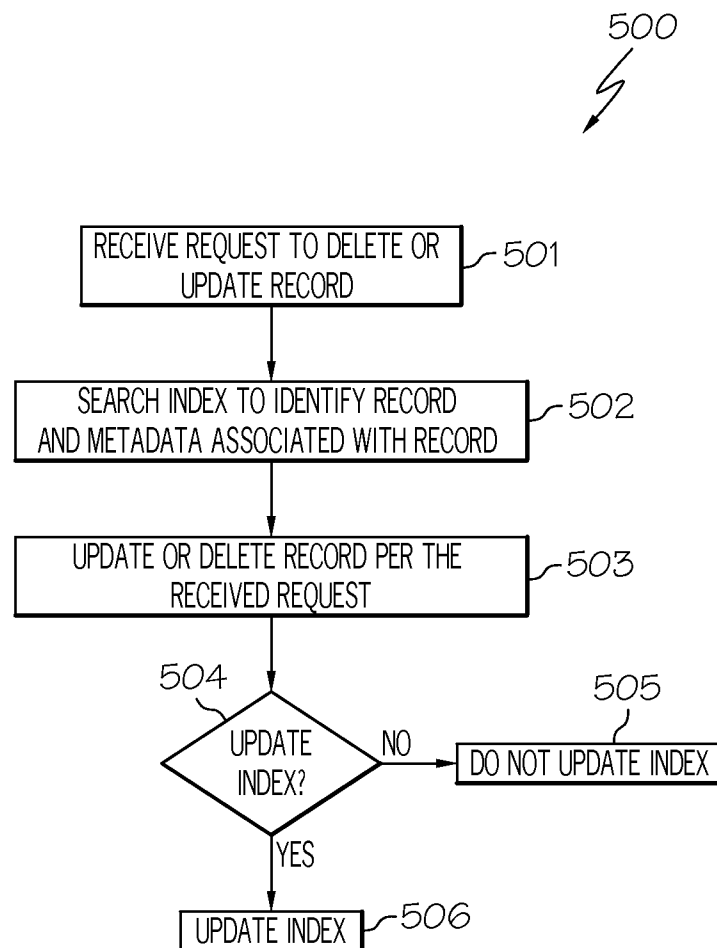 500
RECEIVE REQUEST TO DELETE OR
UPDATE RECORD
501
SEARCH INDEX TO IDENTIFY RECORD
AND METADATA ASSOCIATED WITH RECORD
502
UPDATE OR DELETE RECORD PER THE
RECEIVED REQUEST
503
504
UPDATE
INDEX?
NO
505
DO NOT UPDATE INDEX
YES
UPDATE INDEX
506